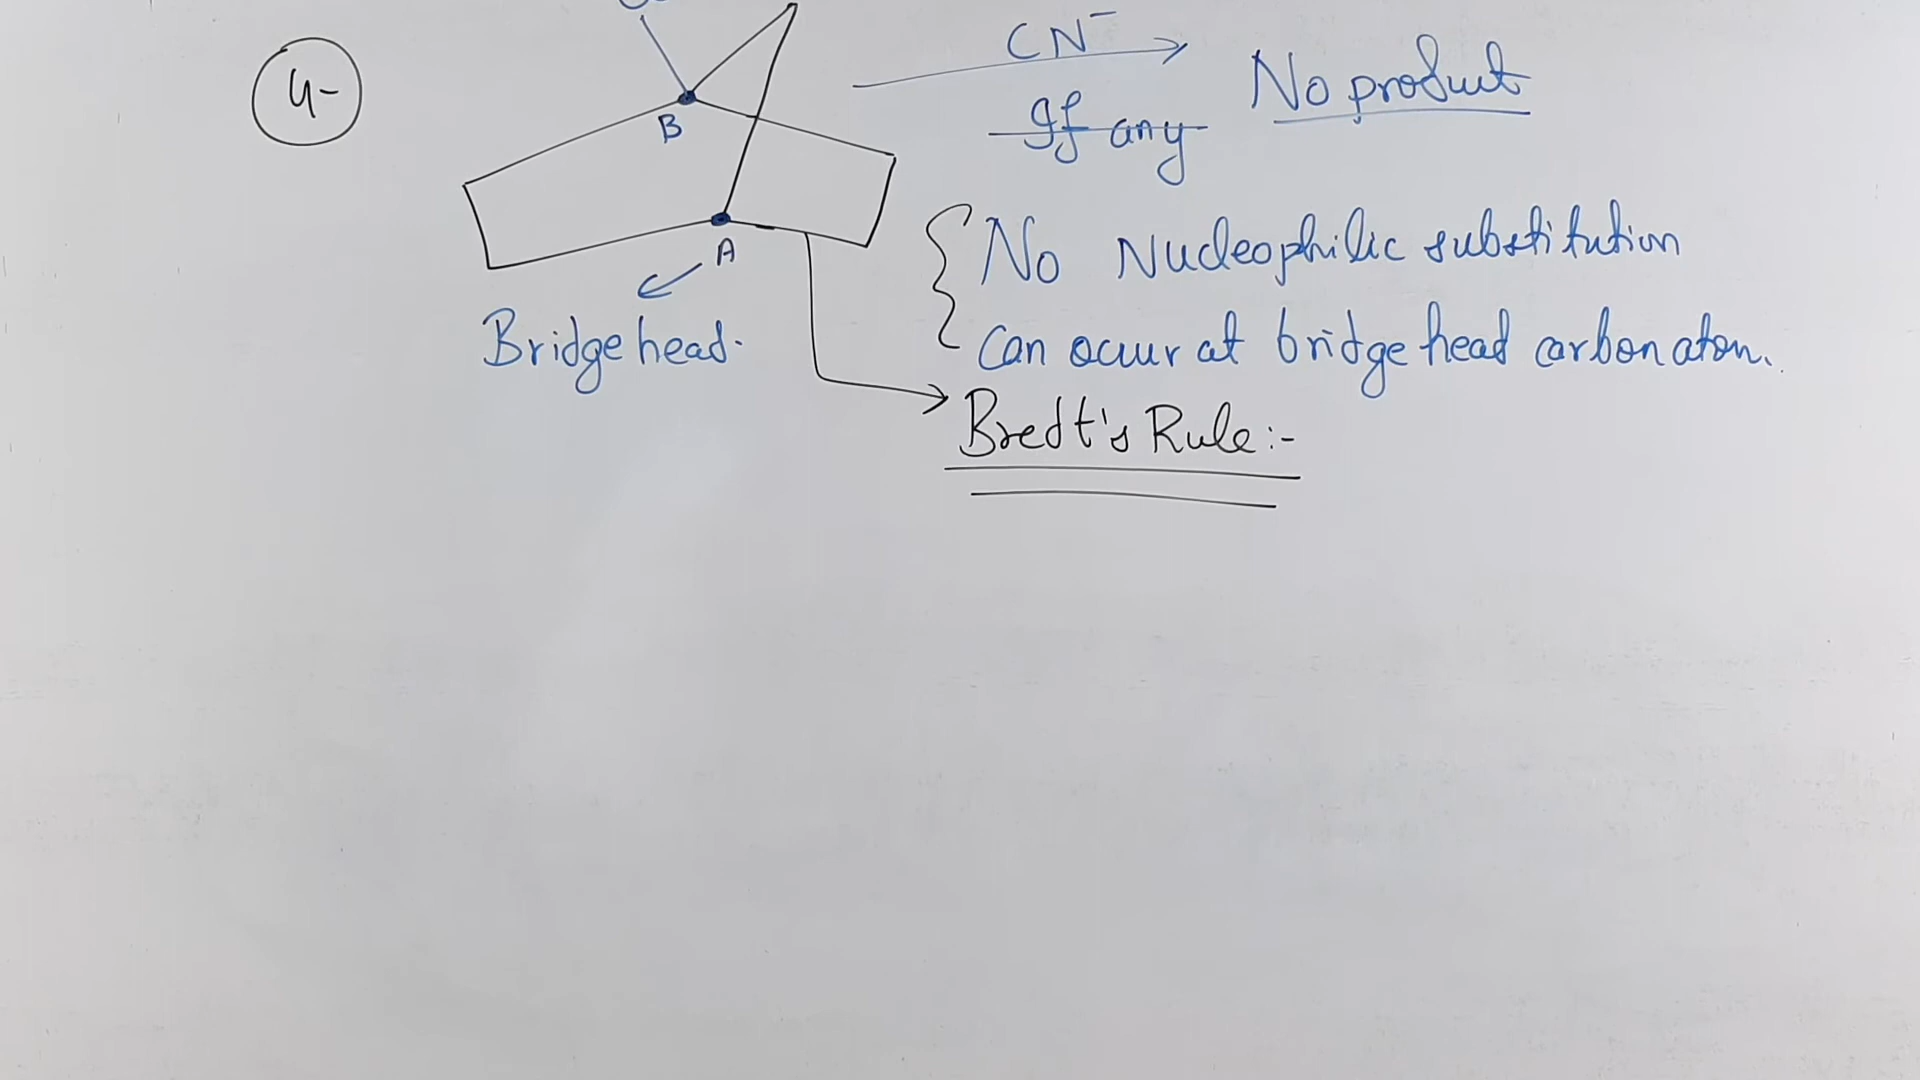 4-
CN⁻
If any
No product
B
A
Bridge head.
No Nucleophilic substitution
Can occur at bridge head carbon atom.
Bredt's Rule:-